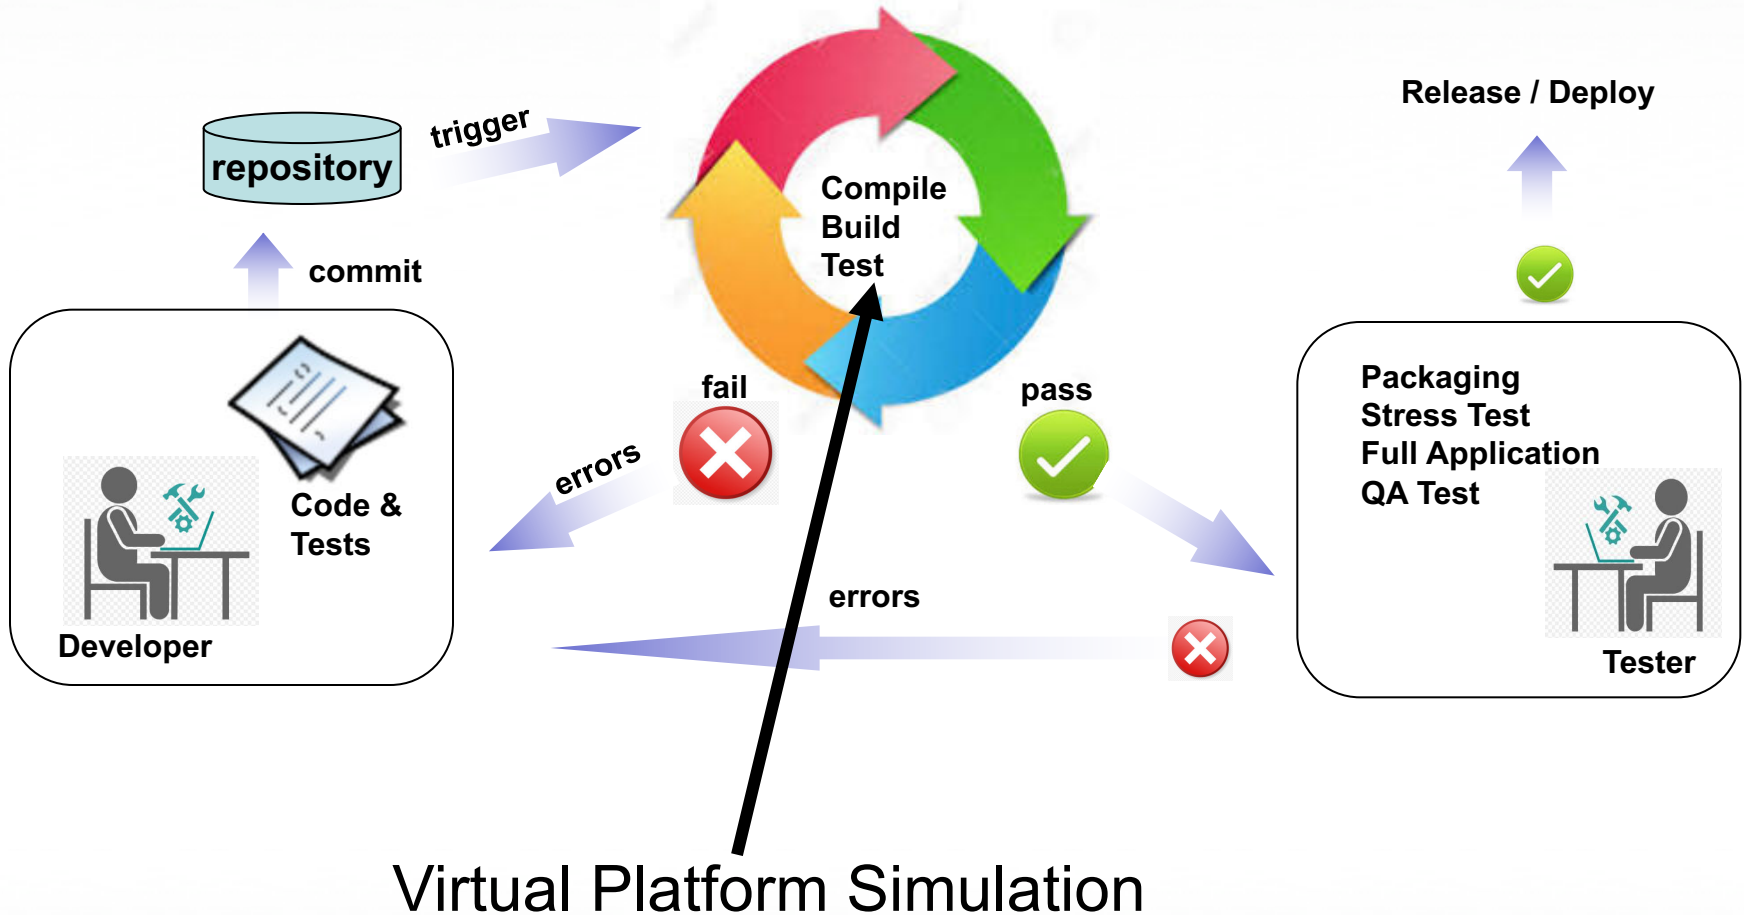 Release / Deploy
trigger
repository
Compile
Build
Test
commit
Packaging
Stress Test
Full Application
QA Test
fail
pass
errors
Code &
Tests
errors
Developer
Tester
Virtual Platform Simulation